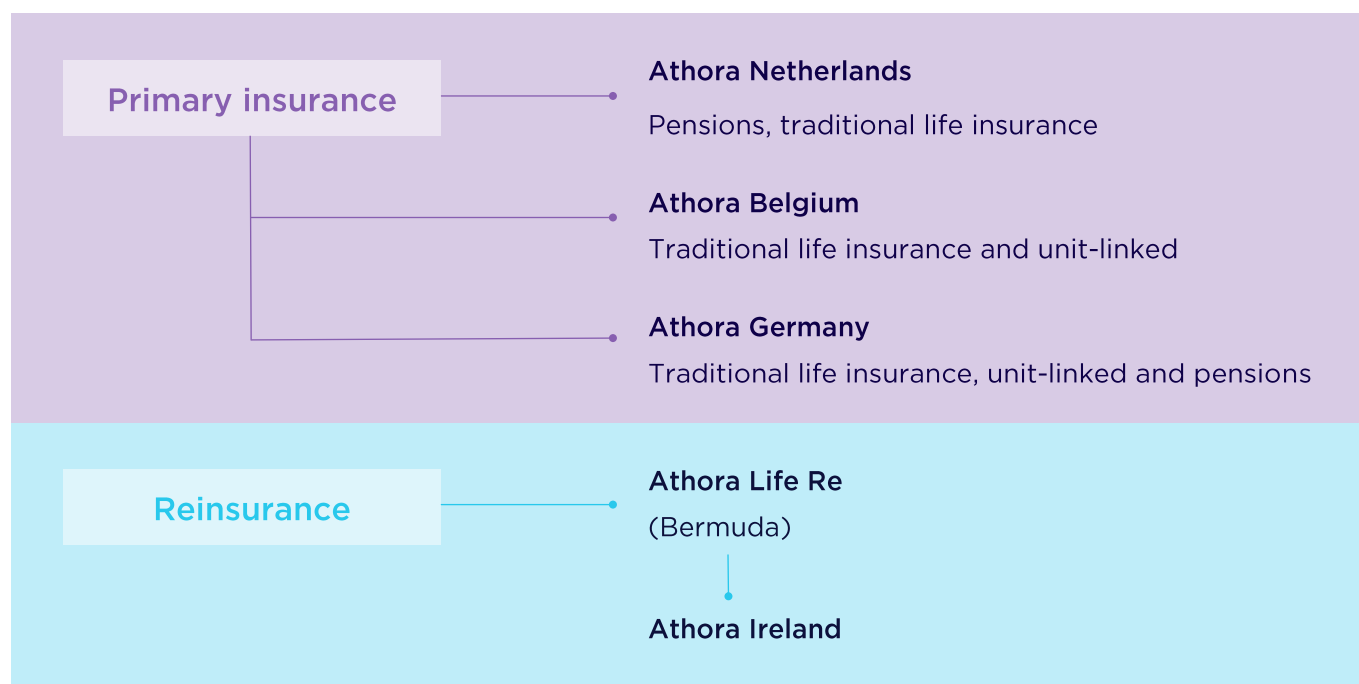 Primary insurance
Athora Netherlands
Pensions, traditional life insurance
Athora Belgium
Traditional life insurance and unit-linked
Athora Germany
Traditional life insurance, unit-linked and pensions
Reinsurance
Athora Life Re
(Bermuda)
Athora Ireland